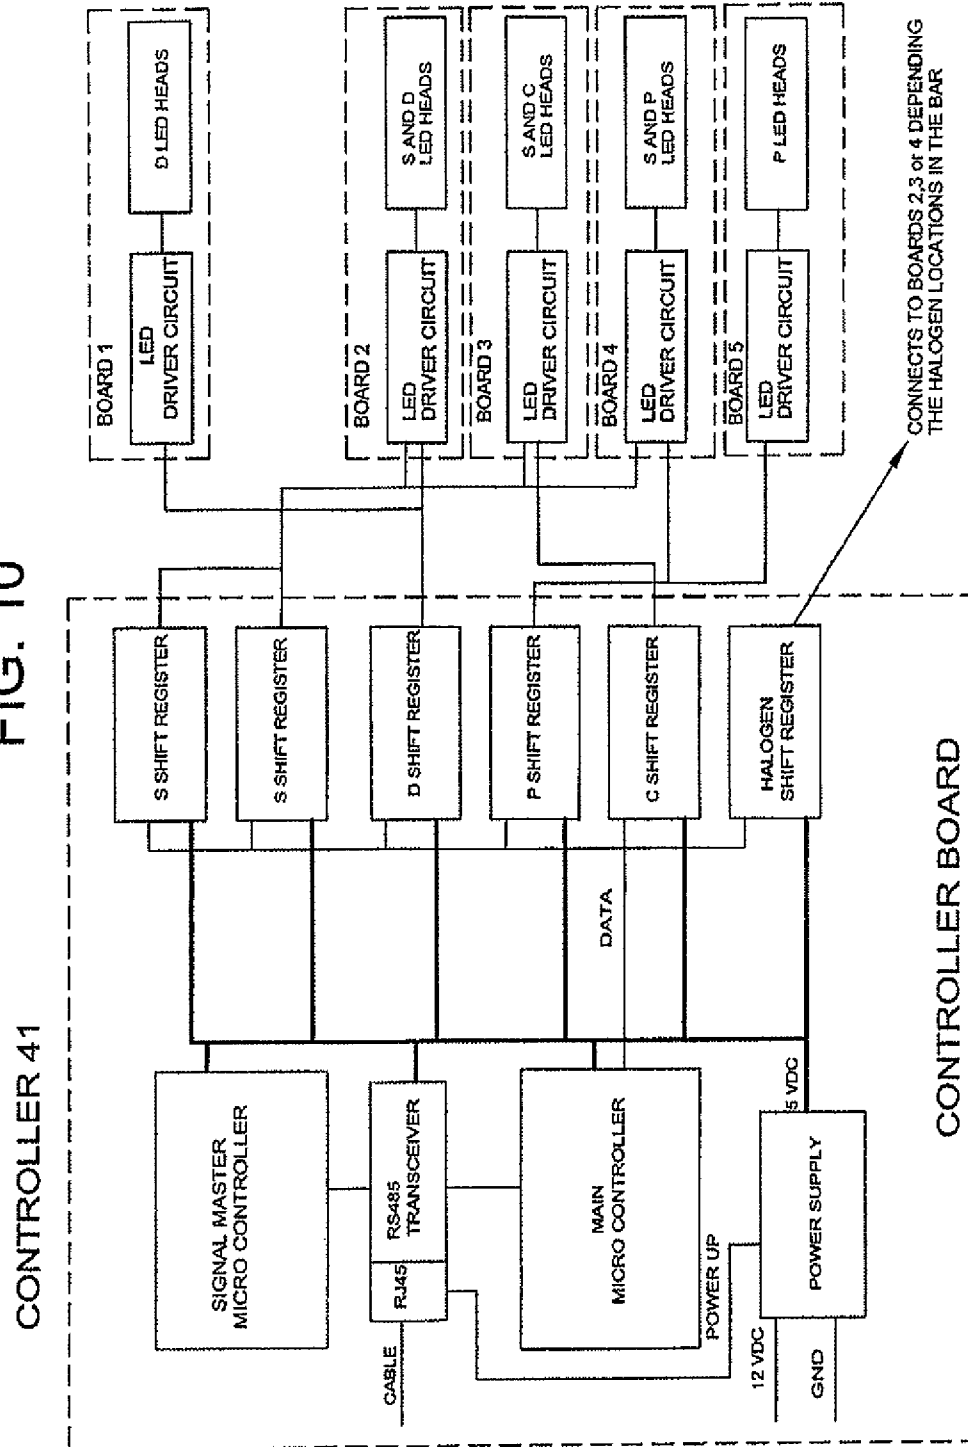 FIG. 10
CONTROLLER 41
SIGNAL MASTER
MICRO CONTROLLER
CABLE
RJ45
RS485
TRANSCEIVER
MAIN
MICRO CONTROLLER
POWER UP
12 VDC
GND
POWER SUPPLY
5 VDC
DATA
S SHIFT REGISTER
S SHIFT REGISTER
D SHIFT REGISTER
P SHIFT REGISTER
C SHIFT REGISTER
HALOGEN
SHIFT REGISTER
CONTROLLER BOARD
BOARD 1
LED
DRIVER CIRCUIT
D LED HEADS
BOARD 2
LED
DRIVER CIRCUIT
S AND D
LED HEADS
BOARD 3
LED
DRIVER CIRCUIT
S AND C
LED HEADS
BOARD 4
LED
DRIVER CIRCUIT
S AND P
LED HEADS
BOARD 5
LED
DRIVER CIRCUIT
P LED HEADS
CONNECTS TO BOARDS 2,3 or 4 DEPENDING
THE HALOGEN LOCATIONS IN THE BAR